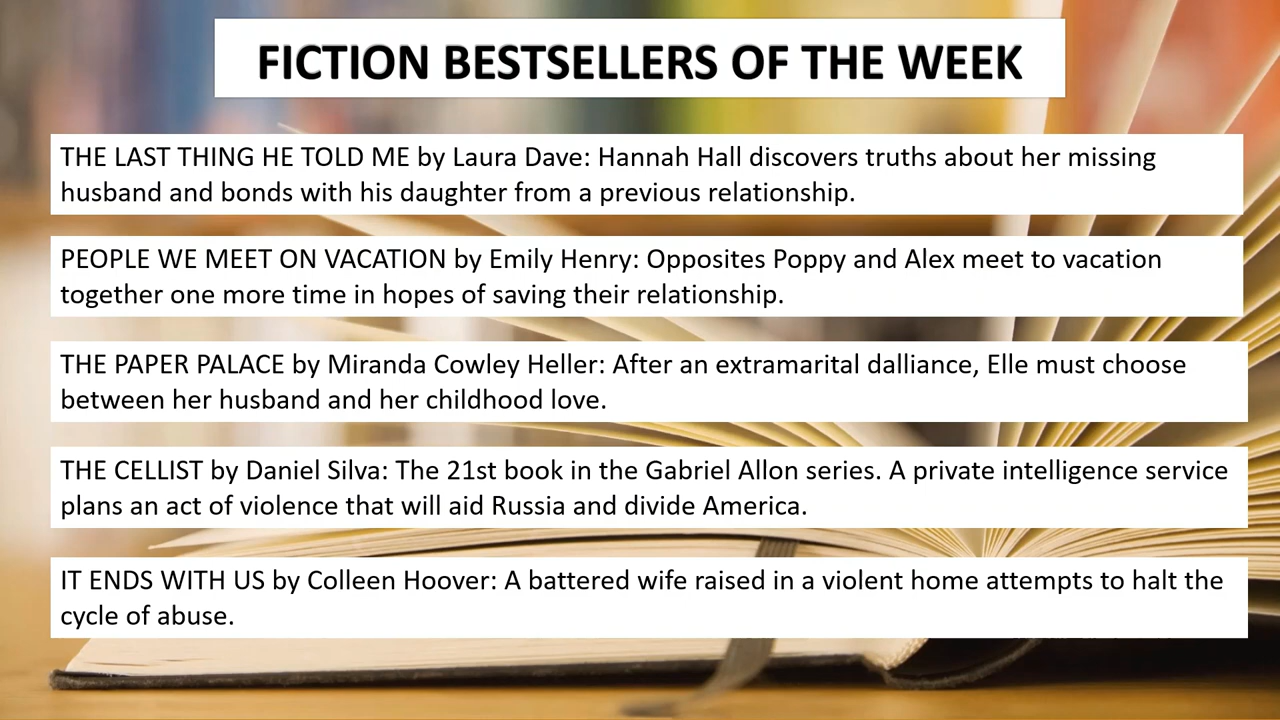 FICTION BESTSELLERS OF THE WEEK
THE LAST THING HE TOLD ME by Laura Dave: Hannah Hall discovers truths about her missing
husband and bonds with his daughter from a previous relationship.
PEOPLE WE MEET ON VACATION by Emily Henry: Opposites Poppy and Alex meet to vacation
together one more time in hopes of saving their relationship.
THE PAPER PALACE by Miranda Cowley Heller: After an extramarital dalliance, Elle must choose
between her husband and her childhood love.
THE CELLIST by Daniel Silva: The 21st book in the Gabriel Allon series. A private intelligence service
plans an act of violence that will aid Russia and divide America.
IT ENDS WITH US by Colleen Hoover: A battered wife raised in a violent home attempts to halt the
cycle of abuse.